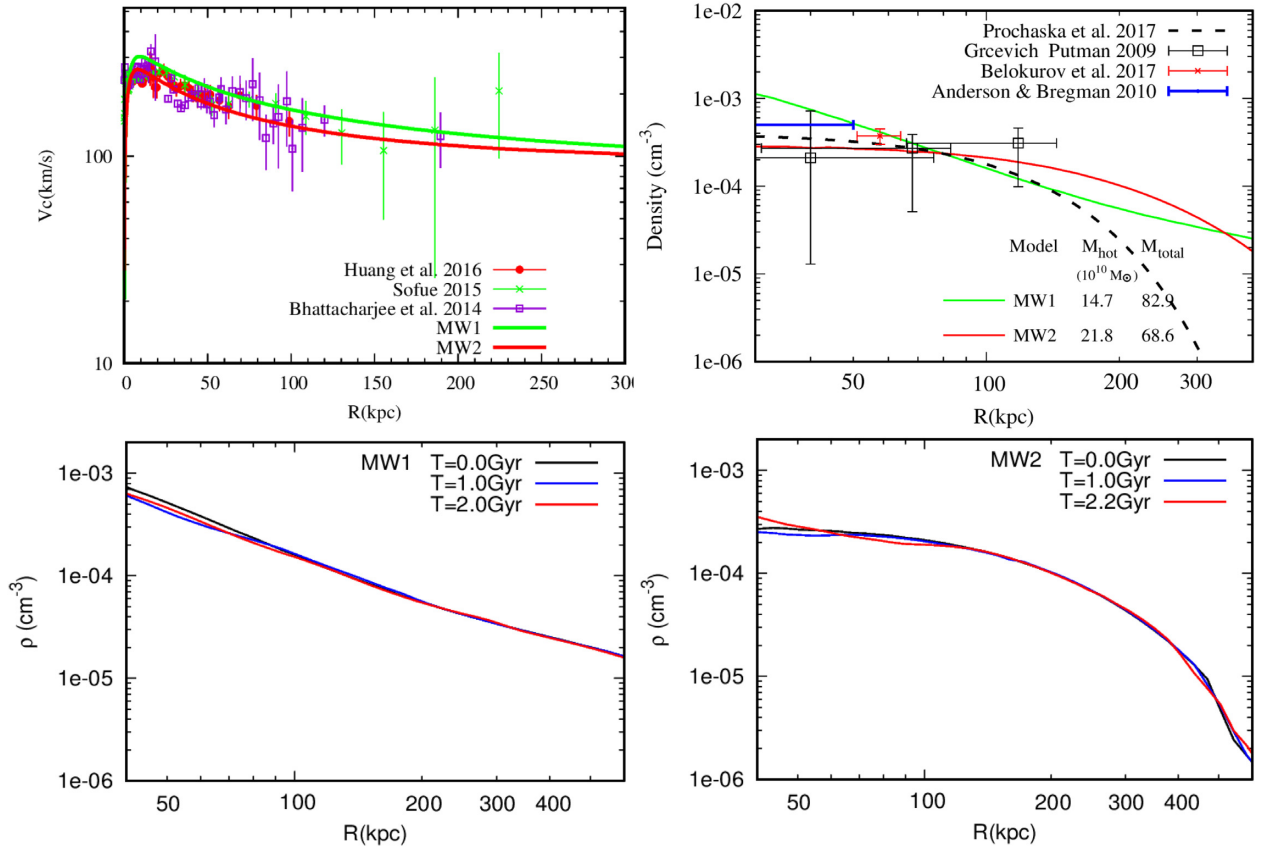 Vc(km/s)
100
10
Huang et al. 2016
Sofue 2015
Bhattacharjee et al. 2014
MW1
MW2
0 50 100 150 200 250 300
R(kpc)
Density (cm-3)
1e-02
1e-03
1e-04
1e-05
1e-06
Prochaska et al. 2017
Grcevich Putman 2009
Belokurov et al. 2017
Anderson & Bregman 2010
Model Mhot Mtotal
(10^10 M⊙)
MW1 14.7 82.9
MW2 21.8 68.6
50 100 200 300
R(kpc)
ρ (cm-3)
1e-03
1e-04
1e-05
1e-06
MW1 T=0.0Gyr
T=1.0Gyr
T=2.0Gyr
50 100 200 300 400
R(kpc)
ρ (cm-3)
1e-03
1e-04
1e-05
1e-06
MW2 T=0.0Gyr
T=1.0Gyr
T=2.2Gyr
50 100 200 300 400
R(kpc)